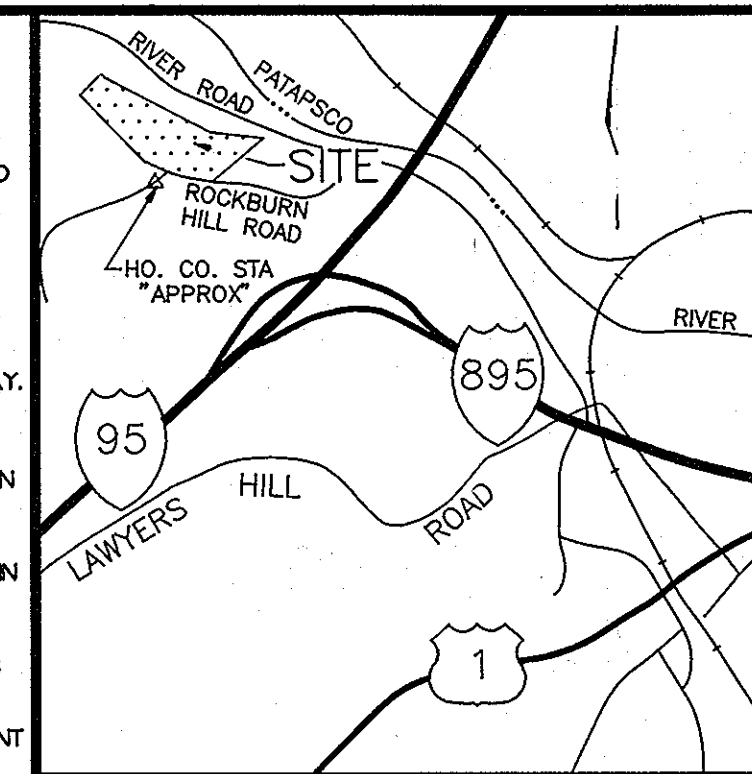 RIVER ROAD
PATAPSCO
SITE
ROCKBURN
HILL ROAD
HO. CO. STA
"APPROX"
RIVER
895
95
LAWYERS HILL ROAD
1